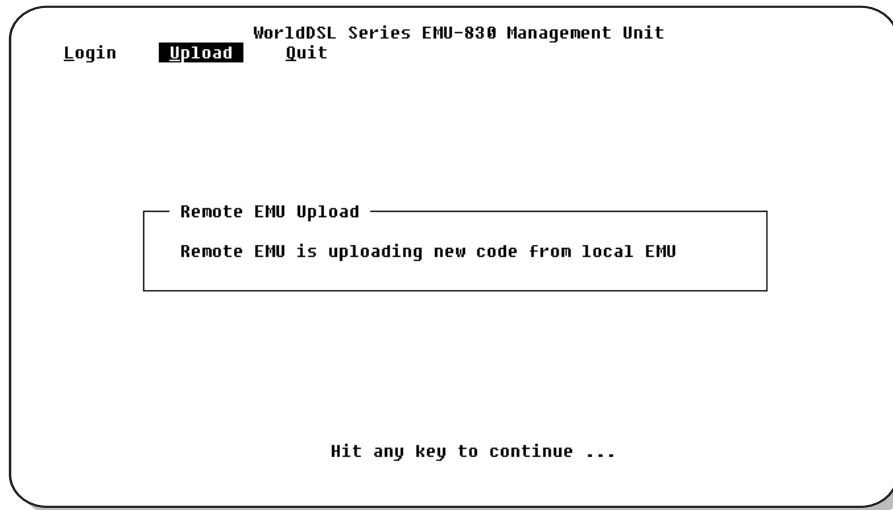 WorldDSL Series EMU-830 Management Unit
Login Upload Quit
Remote EMU Upload
Remote EMU is uploading new code from local EMU
Hit any key to continue ...